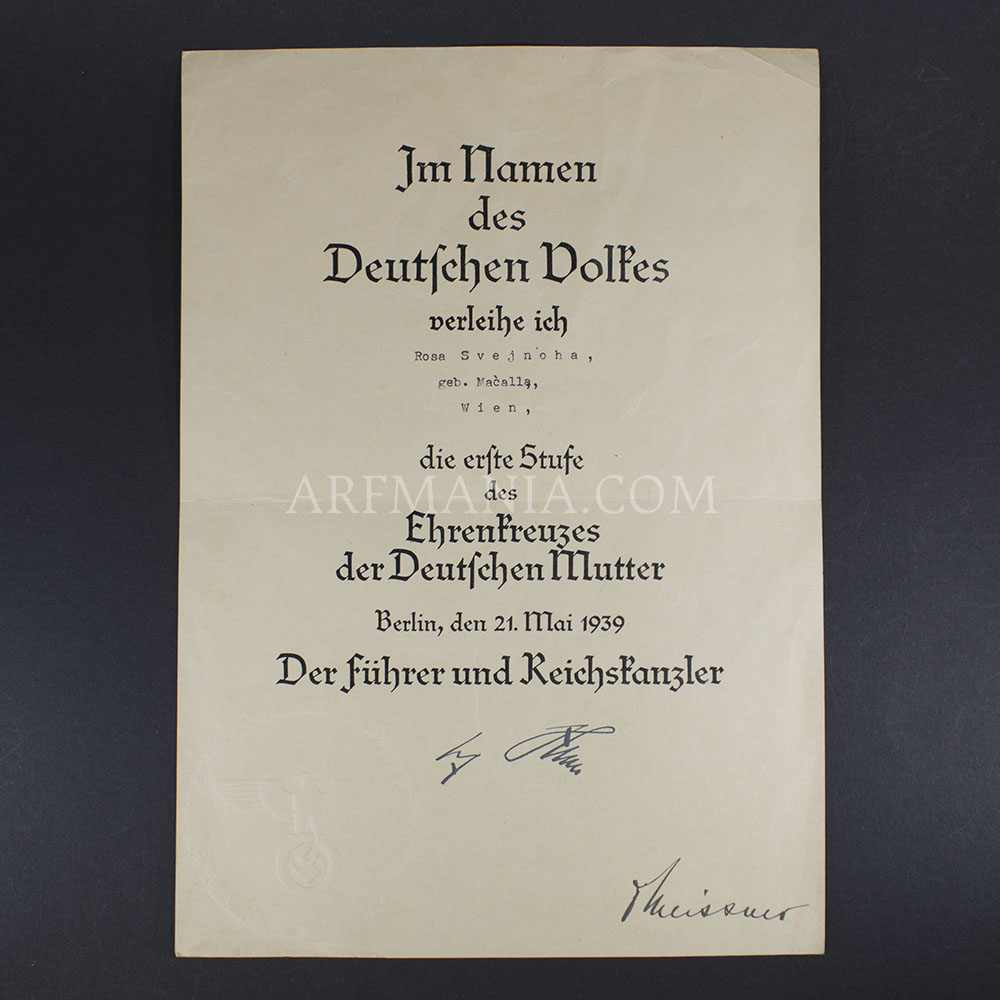 Im Namen
des
Deutschen Volkes
verleihe ich
Rosa Svejnoha,
geb. Mačalla,
Wien,
die erste Stufe
ARFMANIA.COM
des
Ehrenkreuzes
der Deutschen Mutter
Berlin, den 21. Mai 1939
Der Führer und Reichskanzler
Meissner